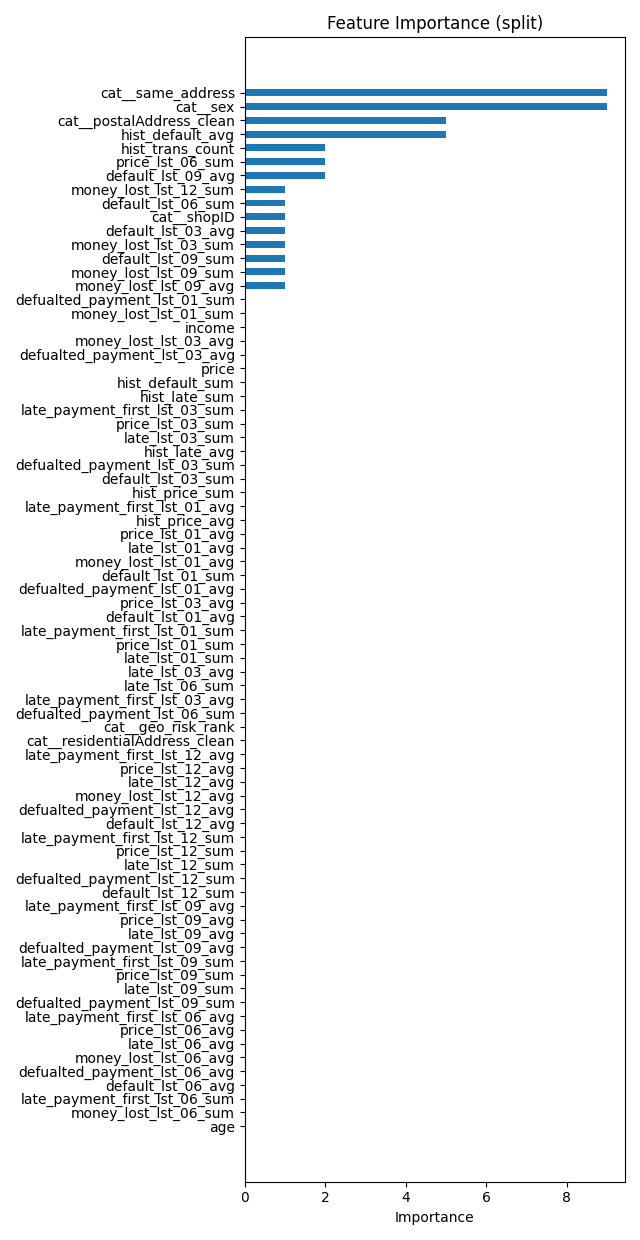 Feature Importance (split)
cat__same_address
cat__sex
cat__postalAddress_clean
hist_default_avg
hist_trans_count
price_lst_06_sum
default_lst_09_avg
money_lost_lst_12_sum
default_lst_06_sum
cat__shopID
default_lst_03_avg
money_lost_lst_03_sum
default_lst_09_sum
money_lost_lst_09_sum
money_lost_lst_09_avg
defualted_payment_lst_01_sum
money_lost_lst_01_sum
income
money_lost_lst_03_avg
defualted_payment_lst_03_avg
price
hist_default_sum
hist_late_sum
late_payment_first_lst_03_sum
price_lst_03_sum
late_lst_03_sum
hist_late_avg
defualted_payment_lst_03_sum
default_lst_03_sum
hist_price_sum
late_payment_first_lst_01_avg
hist_price_avg
price_lst_01_avg
late_lst_01_avg
money_lost_lst_01_avg
default_lst_01_sum
defualted_payment_lst_01_avg
price_lst_03_avg
default_lst_01_avg
late_payment_first_lst_01_sum
price_lst_01_sum
late_lst_01_sum
late_lst_03_avg
late_lst_06_sum
late_payment_first_lst_03_avg
defualted_payment_lst_06_sum
cat__geo_risk_rank
cat__residentialAddress_clean
late_payment_first_lst_12_avg
price_lst_12_avg
late_lst_12_avg
money_lost_lst_12_avg
defualted_payment_lst_12_avg
default_lst_12_avg
late_payment_first_lst_12_sum
price_lst_12_sum
late_lst_12_sum
defualted_payment_lst_12_sum
default_lst_12_sum
late_payment_first_lst_09_avg
price_lst_09_avg
late_lst_09_avg
defualted_payment_lst_09_avg
late_payment_first_lst_09_sum
price_lst_09_sum
late_lst_09_sum
defualted_payment_lst_09_sum
late_payment_first_lst_06_avg
price_lst_06_avg
late_lst_06_avg
money_lost_lst_06_avg
defualted_payment_lst_06_avg
default_lst_06_avg
late_payment_first_lst_06_sum
money_lost_lst_06_sum
age
0 2 4 6 8
Importance